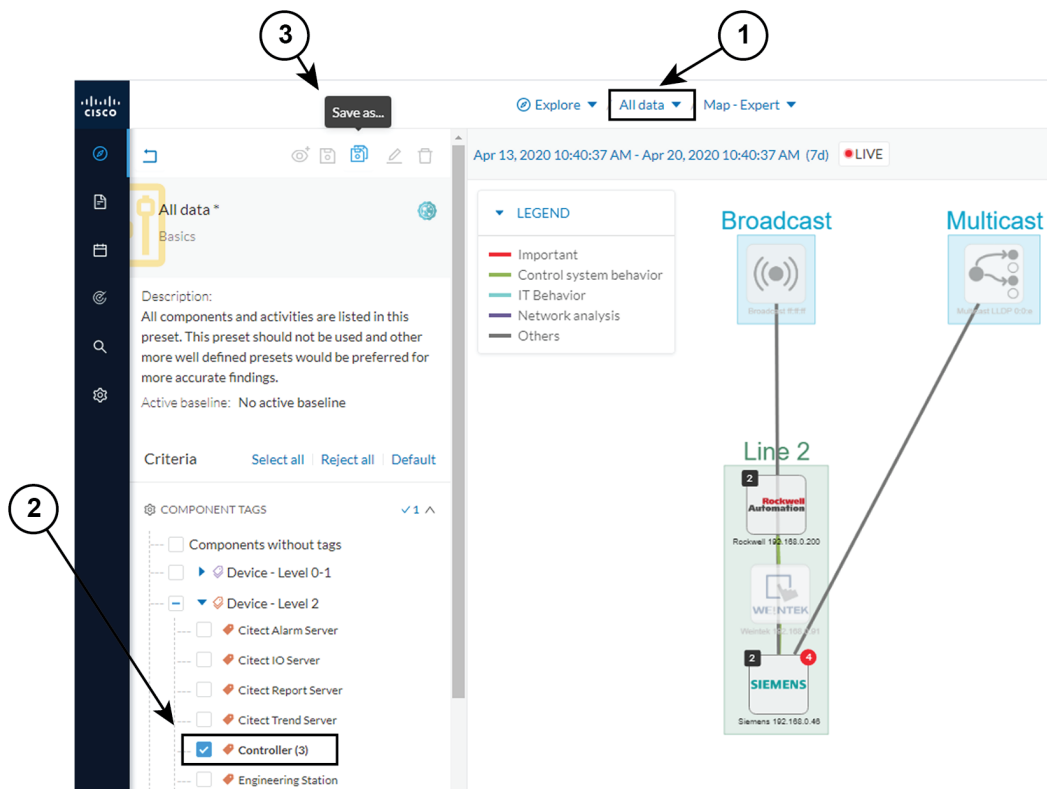 3
1
CISCO
Save as...
Explore
All data
Map - Expert
Apr 13, 2020 10:40:37 AM - Apr 20, 2020 10:40:37 AM (7d)
LIVE
All data *
Basics
LEGEND
Important
Control system behavior
IT Behavior
Network analysis
Others
Broadcast
Multicast
Description:
All components and activities are listed in this
preset. This preset should not be used and other
more well defined presets would be preferred for
more accurate findings.
Active baseline: No active baseline
Criteria
Select all
Reject all
Default
2
COMPONENT TAGS
1
Components without tags
Device - Level 0-1
Device - Level 2
Citect Alarm Server
Citect IO Server
Citect Report Server
Citect Trend Server
Controller (3)
Engineering Station
Line 2
2
Rockwell
Automation
Rockwell 192.168.0.200
WEINTEK
2
4
SIEMENS
Siemens 192.168.0.46